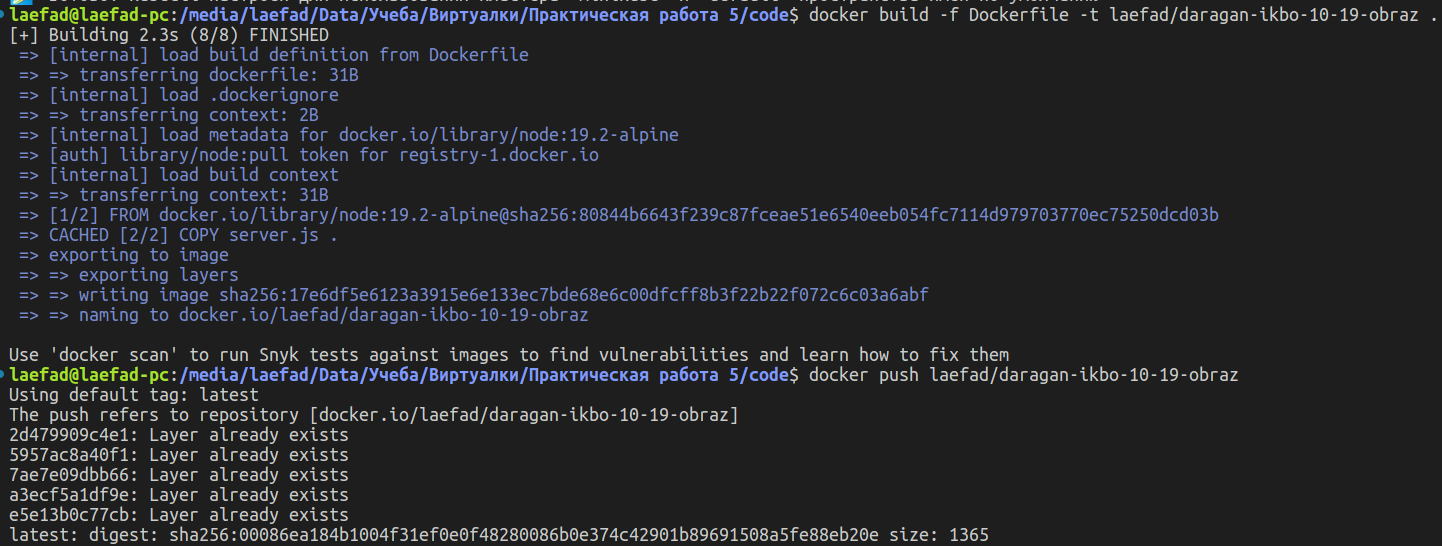 laefad@laefad-pc:/media/laefad/Data/Учеба/Виртуалки/Практическая работа 5/code$ docker build -f Dockerfile -t laefad/daragan-ikbo-10-19-obraz .
[+] Building 2.3s (8/8) FINISHED
=> [internal] load build definition from Dockerfile
=> => transferring dockerfile: 31B
=> [internal] load .dockerignore
=> => transferring context: 2B
=> [internal] load metadata for docker.io/library/node:19.2-alpine
=> [auth] library/node:pull token for registry-1.docker.io
=> [internal] load build context
=> => transferring context: 31B
=> [1/2] FROM docker.io/library/node:19.2-alpine@sha256:80844b6643f239c87fceae51e6540eeb054fc7114d979703770ec75250dcd03b
=> CACHED [2/2] COPY server.js .
=> exporting to image
=> => exporting layers
=> => writing image sha256:17e6df5e6123a3915e6e133ec7bde68e6c00dfcff8b3f22b22f072c6c03a6abf
=> => naming to docker.io/laefad/daragan-ikbo-10-19-obraz
Use 'docker scan' to run Snyk tests against images to find vulnerabilities and learn how to fix them
laefad@laefad-pc:/media/laefad/Data/Учеба/Виртуалки/Практическая работа 5/code$ docker push laefad/daragan-ikbo-10-19-obraz
Using default tag: latest
The push refers to repository [docker.io/laefad/daragan-ikbo-10-19-obraz]
2d479909c4e1: Layer already exists
5957ac8a40f1: Layer already exists
7ae7e09dbb66: Layer already exists
a3ecf5a1df9e: Layer already exists
e5e13b0c77cb: Layer already exists
latest: digest: sha256:00086ea184b1004f31ef0e0f48280086b0e374c42901b89691508a5fe88eb20e size: 1365